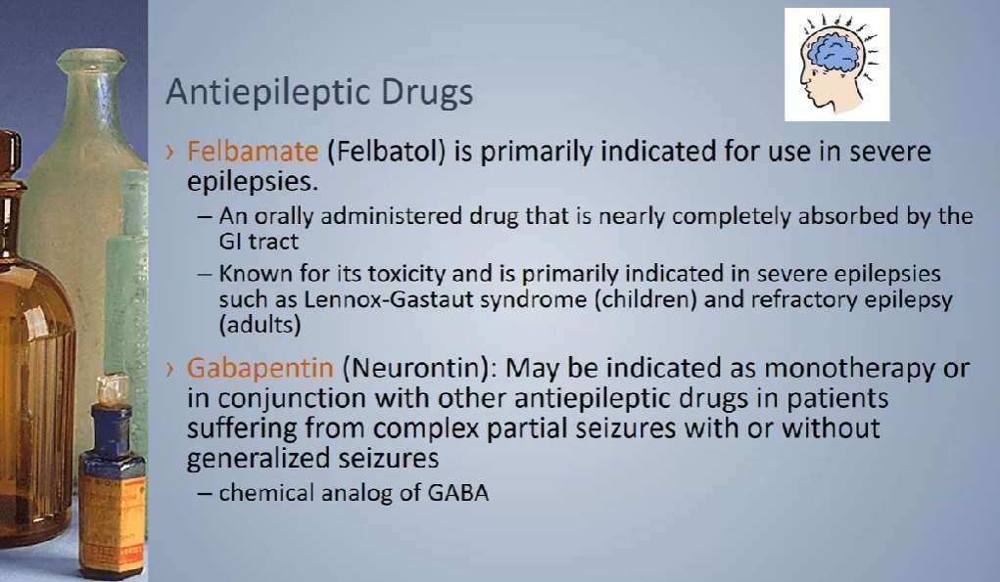 Antiepileptic Drugs
› Felbamate (Felbatol) is primarily indicated for use in severe
epilepsies.
– An orally administered drug that is nearly completely absorbed by the
GI tract
– Known for its toxicity and is primarily indicated in severe epilepsies
such as Lennox-Gastaut syndrome (children) and refractory epilepsy
(adults)
› Gabapentin (Neurontin): May be indicated as monotherapy or
in conjunction with other antiepileptic drugs in patients
suffering from complex partial seizures with or without
generalized seizures
– chemical analog of GABA